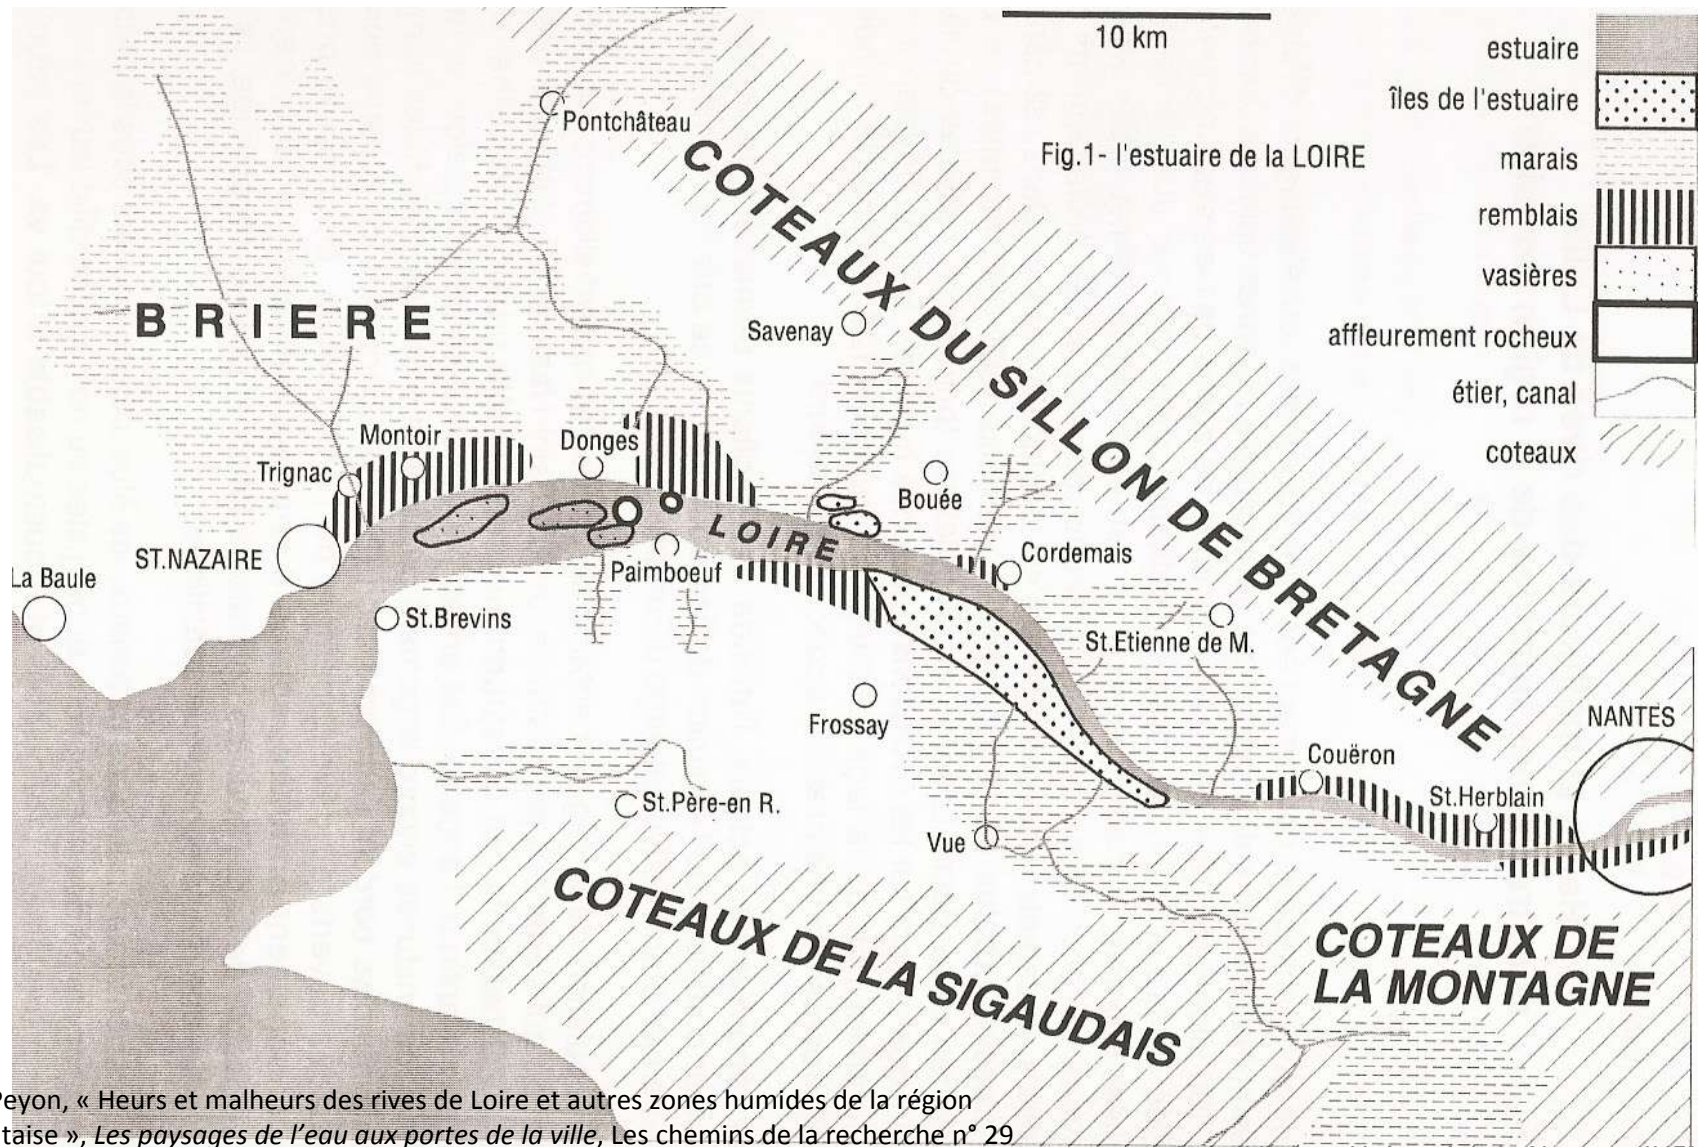 10 km
estuaire
îles de l'estuaire
Fig.1- l'estuaire de la LOIRE
marais
remblais
vasières
affleurement rocheux
étier, canal
coteaux
Pontchâteau
COTEAUX DU SILLON DE BRETAGNE
BRIERE
Savenay
Montoir
Donges
Trignac
Bouée
LOIRE
Cordemais
ST.NAZAIRE
La Baule
Paimboeuf
St.Brevins
St.Etienne de M.
Frossay
NANTES
Couëron
St.Herblain
St.Père-en R.
Vue
COTEAUX DE LA SIGAUDAIS
COTEAUX DE
LA MONTAGNE
Peyon, « Heurs et malheurs des rives de Loire et autres zones humides de la région
taise », Les paysages de l'eau aux portes de la ville, Les chemins de la recherche n° 29